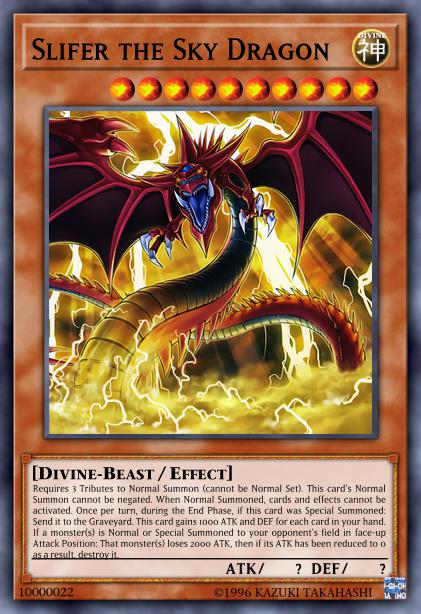 Slifer the Sky Dragon
DIVINE
神
[Divine-Beast / Effect]
Requires 3 Tributes to Normal Summon (cannot be Normal Set). This card's Normal
Summon cannot be negated. When Normal Summoned, cards and effects cannot be
activated. Once per turn, during the End Phase, if this card was Special Summoned:
Send it to the Graveyard. This card gains 1000 ATK and DEF for each card in your hand.
If a monster(s) is Normal or Special Summoned to your opponent's field in face-up
Attack Position: That monster(s) loses 2000 ATK, then if its ATK has been reduced to 0
as a result, destroy it.
ATK/ ? DEF/ ?
10000022 ©1996 KAZUKI TAKAHASHI